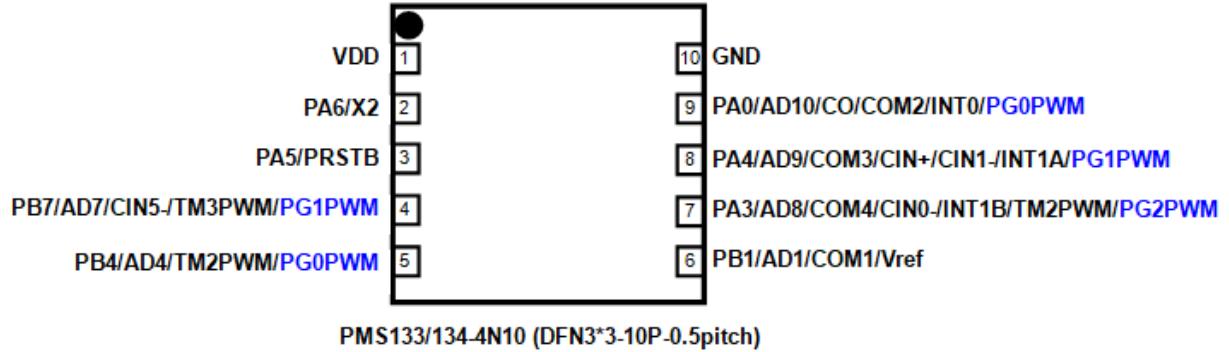 VDD 1 10 GND
PA6/X2 2 9 PA0/AD10/CO/COM2/INT0/PG0PWM
PA5/PRSTB 3 8 PA4/AD9/COM3/CIN+/CIN1-/INT1A/PG1PWM
PB7/AD7/CIN5-/TM3PWM/PG1PWM 4 7 PA3/AD8/COM4/CIN0-/INT1B/TM2PWM/PG2PWM
PB4/AD4/TM2PWM/PG0PWM 5 6 PB1/AD1/COM1/Vref
PMS133/134-4N10 (DFN3*3-10P-0.5pitch)